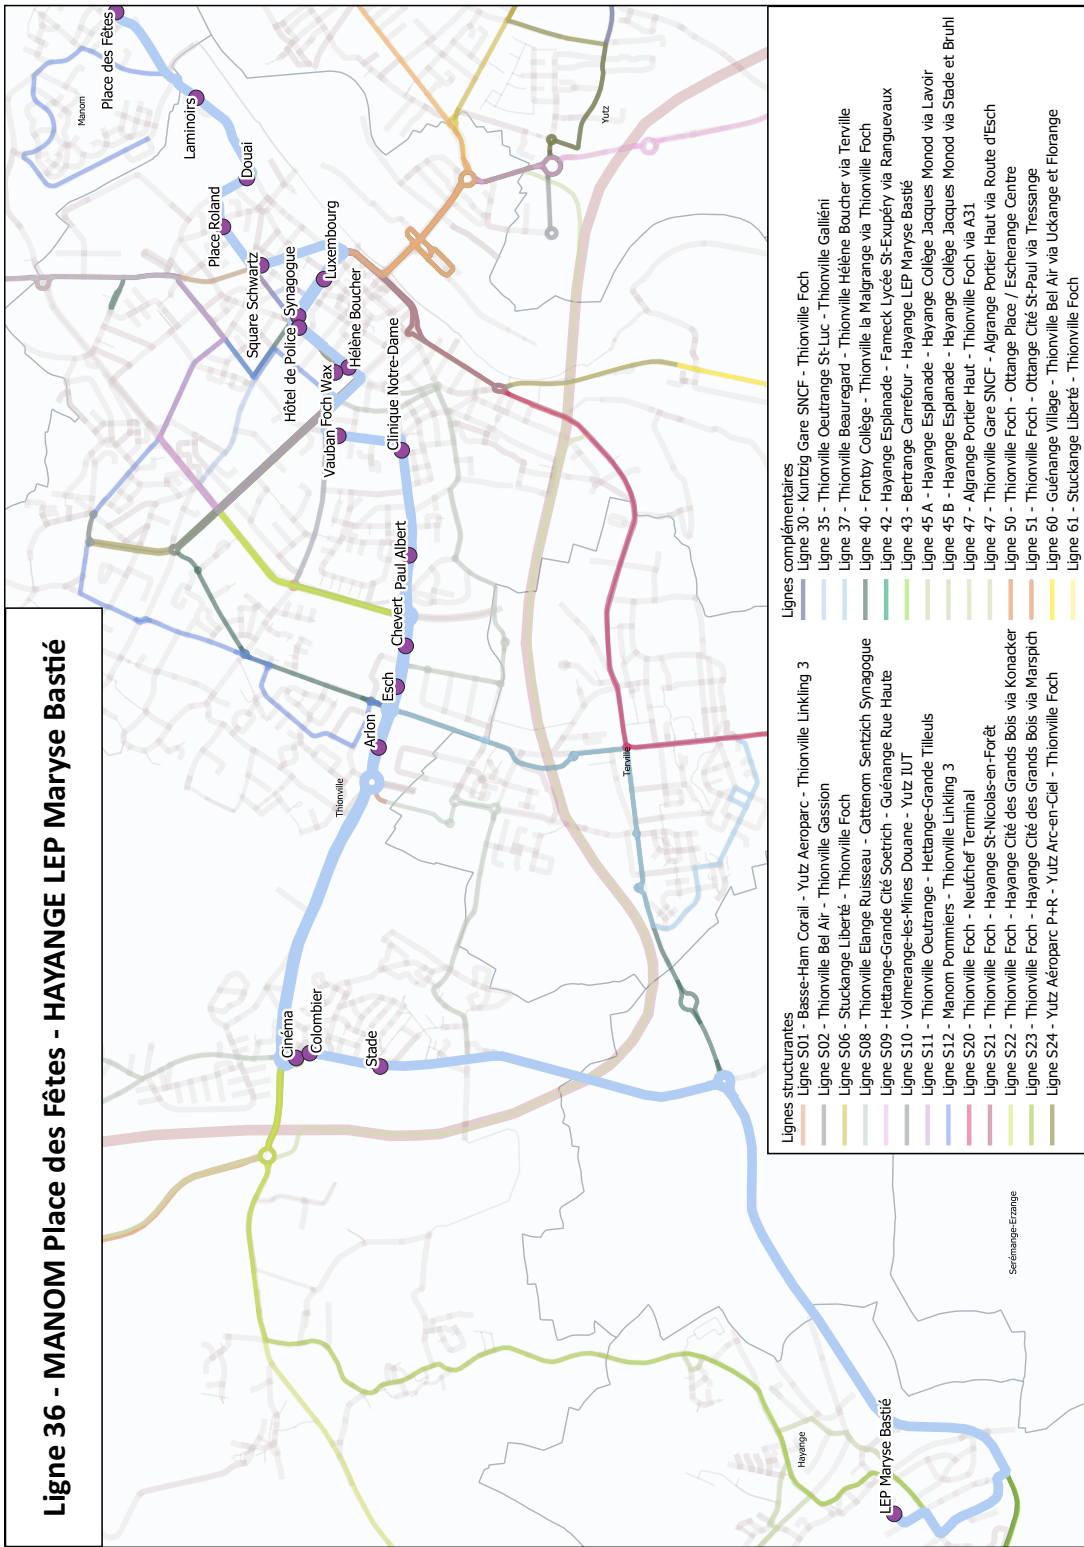 Ligne 36 - MANOM Place des Fêtes - HAYANGE LEP Maryse Bastié
Place des Fêtes
Manom
Laminoirs
Douai
Place Roland
Square Schwartz
Luxembourg
Synagogue
Hôtel de Police
Hélène Boucher
Foch Wax
Vauban
Clinique Notre-Dame
Paul Albert
Chevert
Esch
Arlon
Thionville
Terville
Yutz
Cinéma
Colombier
Stade
Hayange
LEP Maryse Bastié
Serémange-Erzange
Lignes structurantes
Ligne S01 - Basse-Ham Corail - Yutz Aeroparc - Thionville Linkling 3
Ligne S02 - Thionville Bel Air - Thionville Gassion
Ligne S06 - Stuckange Liberté - Thionville Foch
Ligne S08 - Thionville Elange Ruisseau - Cattenom Sentzich Synagogue
Ligne S09 - Hettange-Grande Cité Soetrich - Guénange Rue Haute
Ligne S10 - Volmerange-les-Mines Douane - Yutz IUT
Ligne S11 - Thionville Oeutrange - Hettange-Grande Tilleuls
Ligne S12 - Manom Pommiers - Thionville Linkling 3
Ligne S20 - Thionville Foch - Neufchef Terminal
Ligne S21 - Thionville Foch - Hayange St-Nicolas-en-Forêt
Ligne S22 - Thionville Foch - Hayange Cité des Grands Bois via Konacker
Ligne S23 - Thionville Foch - Hayange Cité des Grands Bois via Marspich
Ligne S24 - Yutz Aéroparc P+R - Yutz Arc-en-Ciel - Thionville Foch
Lignes complémentaires
Ligne 30 - Kuntzig Gare SNCF - Thionville Foch
Ligne 35 - Thionville Oeutrange St-Luc - Thionville Galliéni
Ligne 37 - Thionville Beauregard - Thionville Hélène Boucher via Terville
Ligne 40 - Fontoy Collège - Thionville la Malgrange via Thionville Foch
Ligne 42 - Hayange Esplanade - Fameck Lycée St-Exupéry via Ranguevaux
Ligne 43 - Bertrange Carrefour - Hayange LEP Maryse Bastié
Ligne 45 A - Hayange Esplanade - Hayange Collège Jacques Monod via Lavoir
Ligne 45 B - Hayange Esplanade - Hayange Collège Jacques Monod via Stade et Bruhl
Ligne 47 - Algrange Portier Haut - Thionville Foch via A31
Ligne 47 - Thionville Gare SNCF - Algrange Portier Haut via Route d'Esch
Ligne 50 - Thionville Foch - Ottange Place / Escherange Centre
Ligne 51 - Thionville Foch - Ottange Cité St-Paul via Tressange
Ligne 60 - Guénange Village - Thionville Bel Air via Uckange et Florange
Ligne 61 - Stuckange Liberté - Thionville Foch